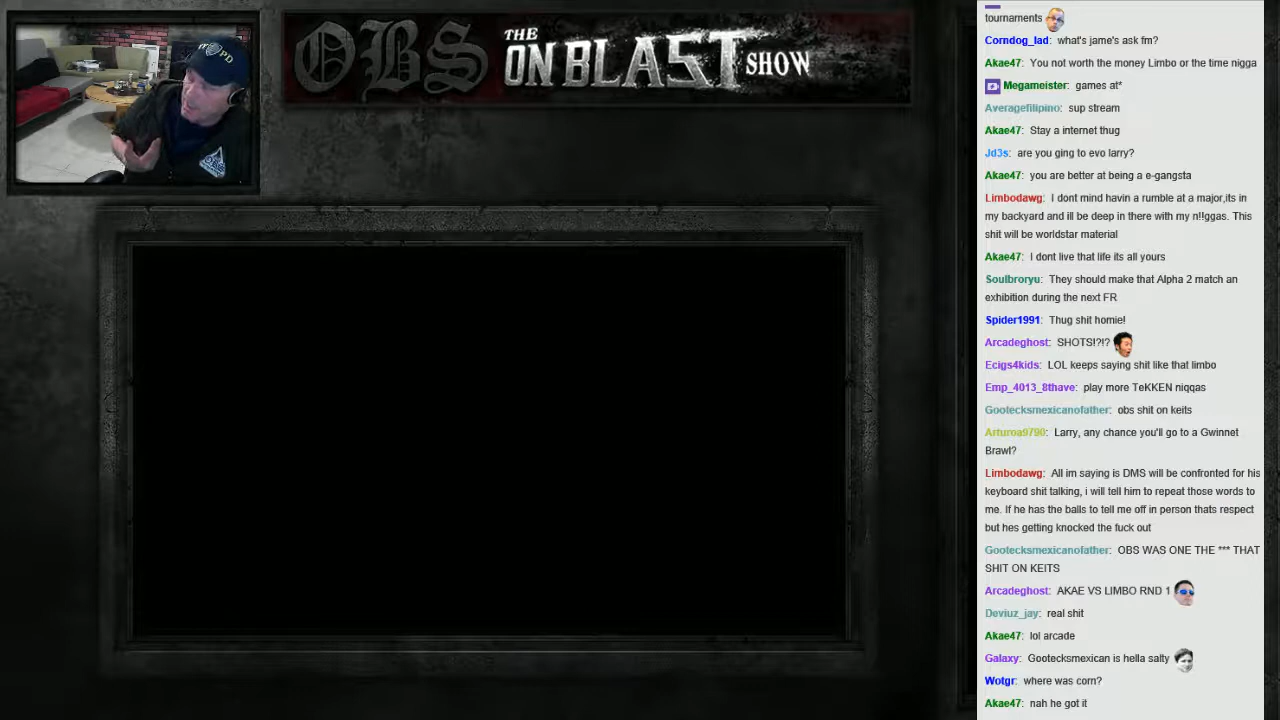 OBS
THE
ON BLAST
SHOW
tournaments
Corndog_lad: what's jame's ask fm?
Akae47: You not worth the money Limbo or the time nigga
Megameister: games at*
Averagefilipino: sup stream
Akae47: Stay a internet thug
Jd3s: are you ging to evo larry?
Akae47: you are better at being a e-gangsta
Limbodawg: I dont mind havin a rumble at a major,its in
my backyard and ill be deep in there with my n!!ggas. This
shit will be worldstar material
Akae47: I dont live that life its all yours
Soulbroryu: They should make that Alpha 2 match an
exhibition during the next FR
Spider1991: Thug shit homie!
Arcadeghost: SHOTS!?!?
Ecigs4kids: LOL keeps saying shit like that limbo
Emp_4013_8thave: play more TeKKEN niqqas
Gootecksmexicanofather: obs shit on keits
Arturoa9790: Larry, any chance you'll go to a Gwinnet
Brawl?
Limbodawg: All im saying is DMS will be confronted for his
keyboard shit talking, i will tell him to repeat those words to
me. If he has the balls to tell me off in person thats respect
but hes getting knocked the fuck out
Gootecksmexicanofather: OBS WAS ONE THE *** THAT
SHIT ON KEITS
Arcadeghost: AKAE VS LIMBO RND 1
Deviuz_jay: real shit
Akae47: lol arcade
Galaxy: Gootecksmexican is hella salty
Wotgr: where was corn?
Akae47: nah he got it